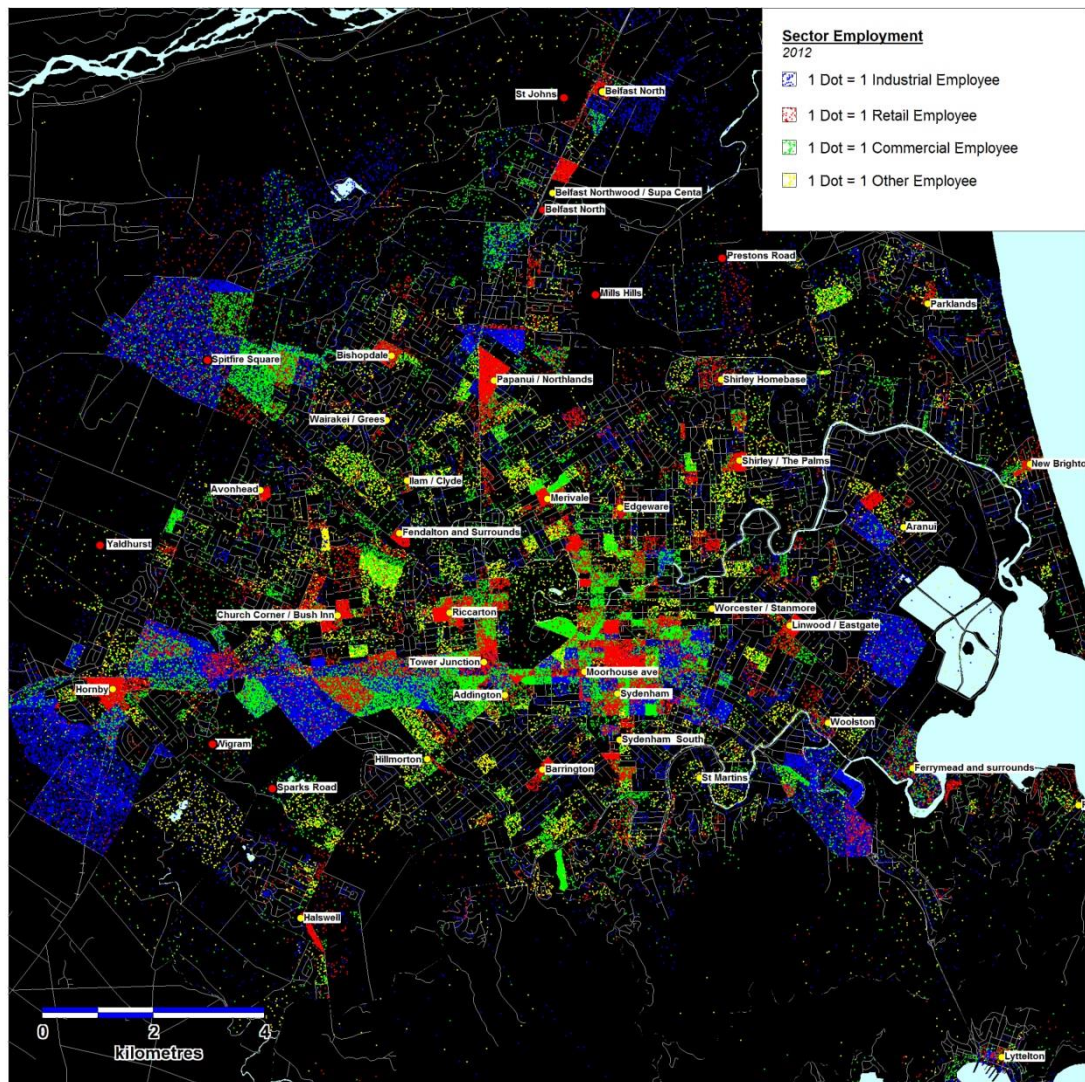 Sector Employment
2012
1 Dot = 1 Industrial Employee
1 Dot = 1 Retail Employee
1 Dot = 1 Commercial Employee
1 Dot = 1 Other Employee
St Johns
Belfast North
Belfast Northwood / Supa Centa
Belfast North
Prestons Road
Mills Hills
Parklands
Spitfire Square
Bishopdale
Papanui / Northlands
Shirley Homebase
Wairakei / Grees
Shirley / The Palms
New Brighto
Ilam / Clyde
Avonhead
Merivale
Edgeware
Aranui
Fendalton and Surrounds
Yaldhurst
Worcester / Stanmore
Church Corner / Bush Inn
Riccarton
Linwood / Eastgate
Tower Junction
Moorhouse ave
Hornby
Addington
Sydenham
Woolston
Wigram
Sydenham South
Hillmorton
Barrington
St Martins
Ferrymead and surrounds
Sparks Road
Halswell
0 2 4
kilometres
Lyttelton